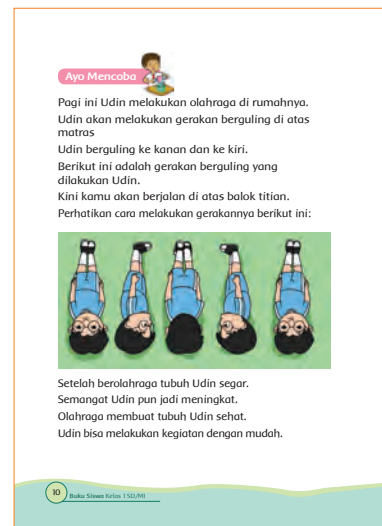 Ayo Mencoba
Pagi ini Udin melakukan olahraga di rumahnya.
Udin akan melakukan gerakan berguling di atas
matras
Udin berguling ke kanan dan ke kiri.
Berikut ini adalah gerakan berguling yang
dilakukan Udin.
Kini kamu akan berjalan di atas balok titian.
Perhatikan cara melakukan gerakannya berikut ini:
Setelah berolahraga tubuh Udin segar.
Semangat Udin pun jadi meningkat.
Olahraga membuat tubuh Udin sehat.
Udin bisa melakukan kegiatan dengan mudah.
10 Buku Siswa Kelas I SD/MI